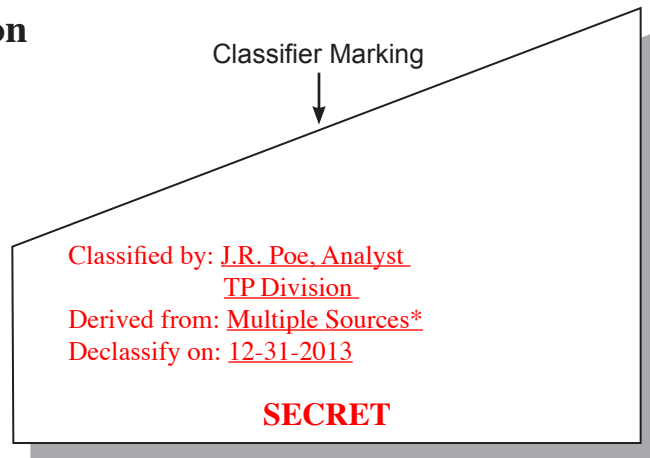 on
Classifier Marking
Classified by: J.R. Poe, Analyst
TP Division
Derived from: Multiple Sources*
Declassify on: 12-31-2013
SECRET